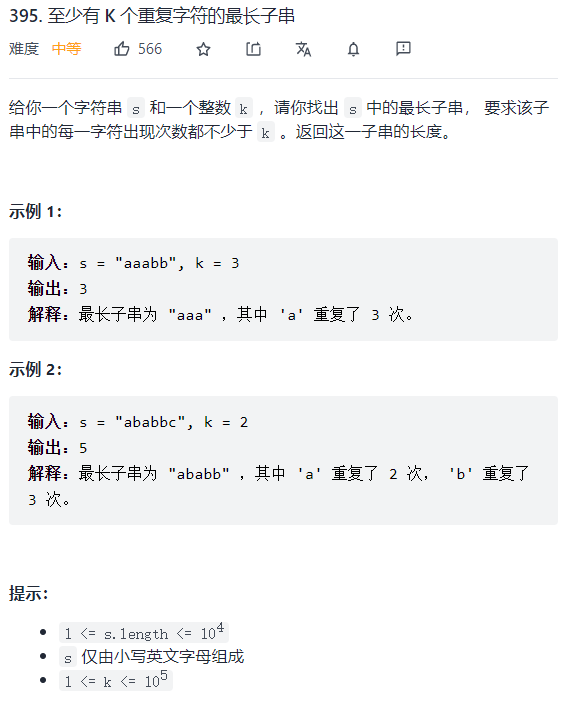 395. 至少有 K 个重复字符的最长子串
难度 中等 566
给你一个字符串 s 和一个整数 k ，请你找出 s 中的最长子串， 要求该子
串中的每一字符出现次数都不少于 k 。返回这一子串的长度。
示例 1：
输入：s = "aaabb", k = 3
输出：3
解释：最长子串为 "aaa" ，其中 'a' 重复了 3 次。
示例 2：
输入：s = "ababbc", k = 2
输出：5
解释：最长子串为 "ababb" ，其中 'a' 重复了 2 次， 'b' 重复了
3 次。
提示：
1 <= s.length <= 10⁴
s 仅由小写英文字母组成
1 <= k <= 10⁵